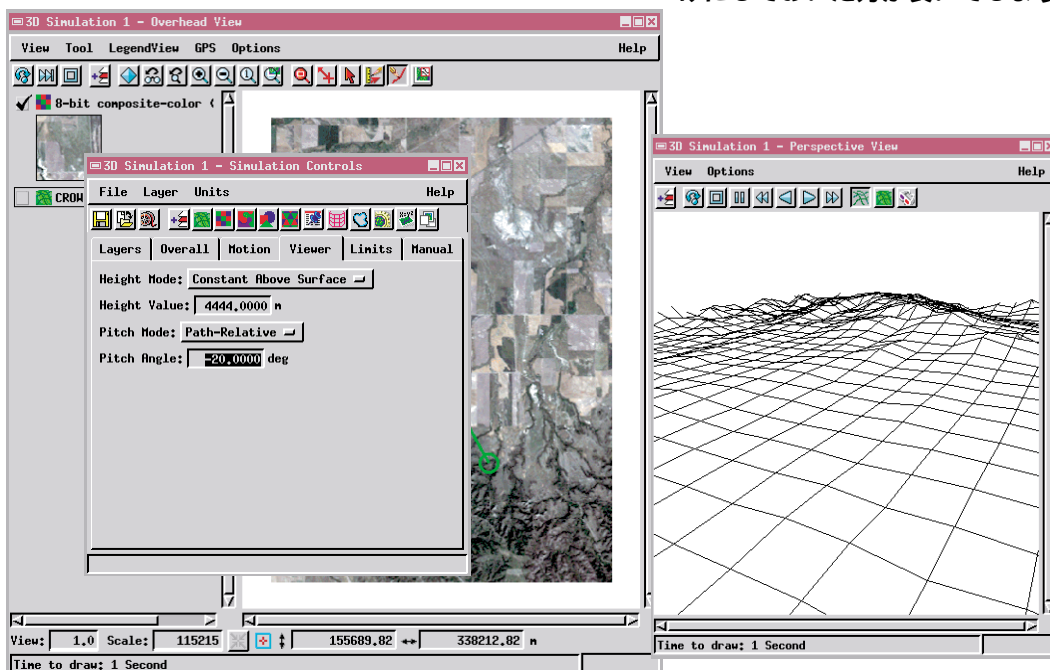 3D Simulation 1 - Overhead View
View Tool LegendView GPS Options Help
8-bit composite-color (
CROW
3D Simulation 1 - Simulation Controls
File Layer Units Help
Layers Overall Motion Viewer Limits Manual
Height Mode: Constant Above Surface
Height Value: 4444.0000 m
Pitch Mode: Path-Relative
Pitch Angle: -20.0000 deg
View: 1.0 Scale: 115215 155689.82 338212.82 m
Time to draw: 1 Second
3D Simulation 1 - Perspective View
View Options Help
Time to draw: 1 Second